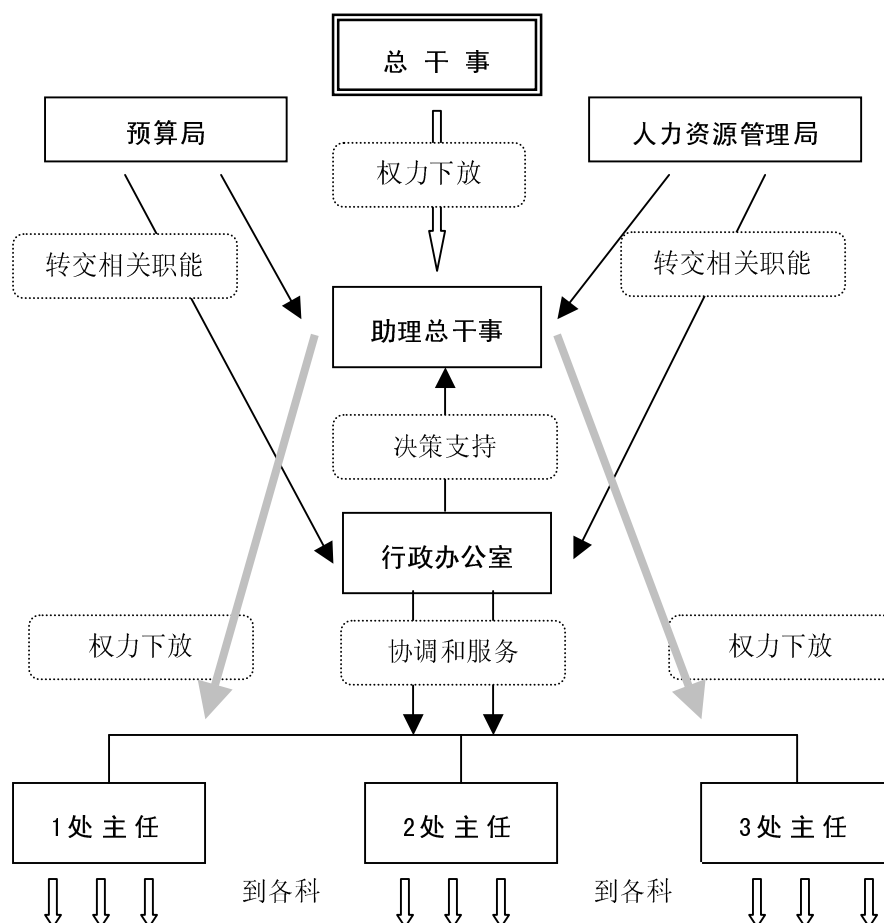 总干事
预算局
人力资源管理局
权力下放
转交相关职能
转交相关职能
助理总干事
决策支持
行政办公室
权力下放
协调和服务
权力下放
1处主任
2处主任
3处主任
到各科
到各科